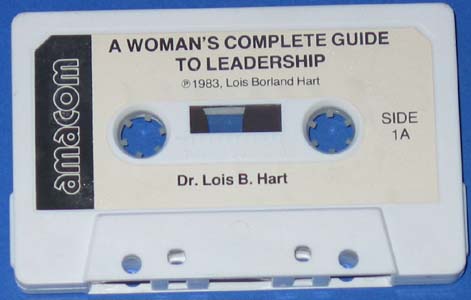 amacom
A WOMAN'S COMPLETE GUIDE
TO LEADERSHIP
℗1983, Lois Borland Hart
SIDE
1A
Dr. Lois B. Hart